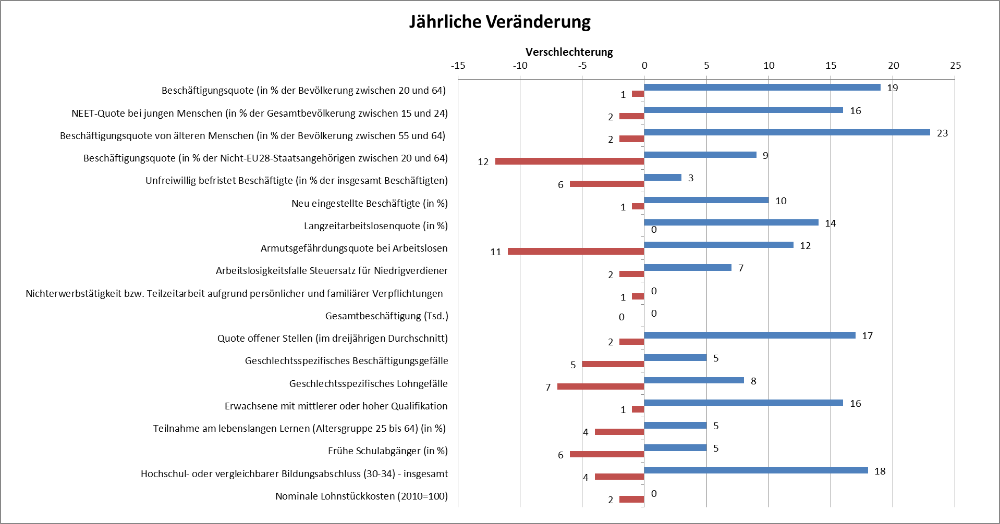 Jährliche Veränderung
Verschlechterung
-15 -10 -5 0 5 10 15 20 25
Beschäftigungsquote (in % der Bevölkerung zwischen 20 und 64) 1 19
NEET-Quote bei jungen Menschen (in % der Gesamtbevölkerung zwischen 15 und 24) 2 16
Beschäftigungsquote von älteren Menschen (in % der Bevölkerung zwischen 55 und 64) 2 23
Beschäftigungsquote (in % der Nicht-EU28-Staatsangehörigen zwischen 20 und 64) 12 9
Unfreiwillig befristet Beschäftigte (in % der insgesamt Beschäftigten) 6 3
Neu eingestellte Beschäftigte (in %) 1 10
Langzeitarbeitslosenquote (in %) 0 14
Armutsgefährdungsquote bei Arbeitslosen 11 12
Arbeitslosigkeitsfalle Steuersatz für Niedrigverdiener 2 7
Nichterwerbstätigkeit bzw. Teilzeitarbeit aufgrund persönlicher und familiärer Verpflichtungen 1 0
Gesamtbeschäftigung (Tsd.) 0 0
Quote offener Stellen (im dreijährigen Durchschnitt) 2 17
Geschlechtsspezifisches Beschäftigungsgefälle 5 5
Geschlechtsspezifisches Lohngefälle 7 8
Erwachsene mit mittlerer oder hoher Qualifikation 1 16
Teilnahme am lebenslangen Lernen (Altersgruppe 25 bis 64) (in %) 4 5
Frühe Schulabgänger (in %) 6 5
Hochschul- oder vergleichbarer Bildungsabschluss (30-34) - insgesamt 4 18
Nominale Lohnstückkosten (2010=100) 2 0